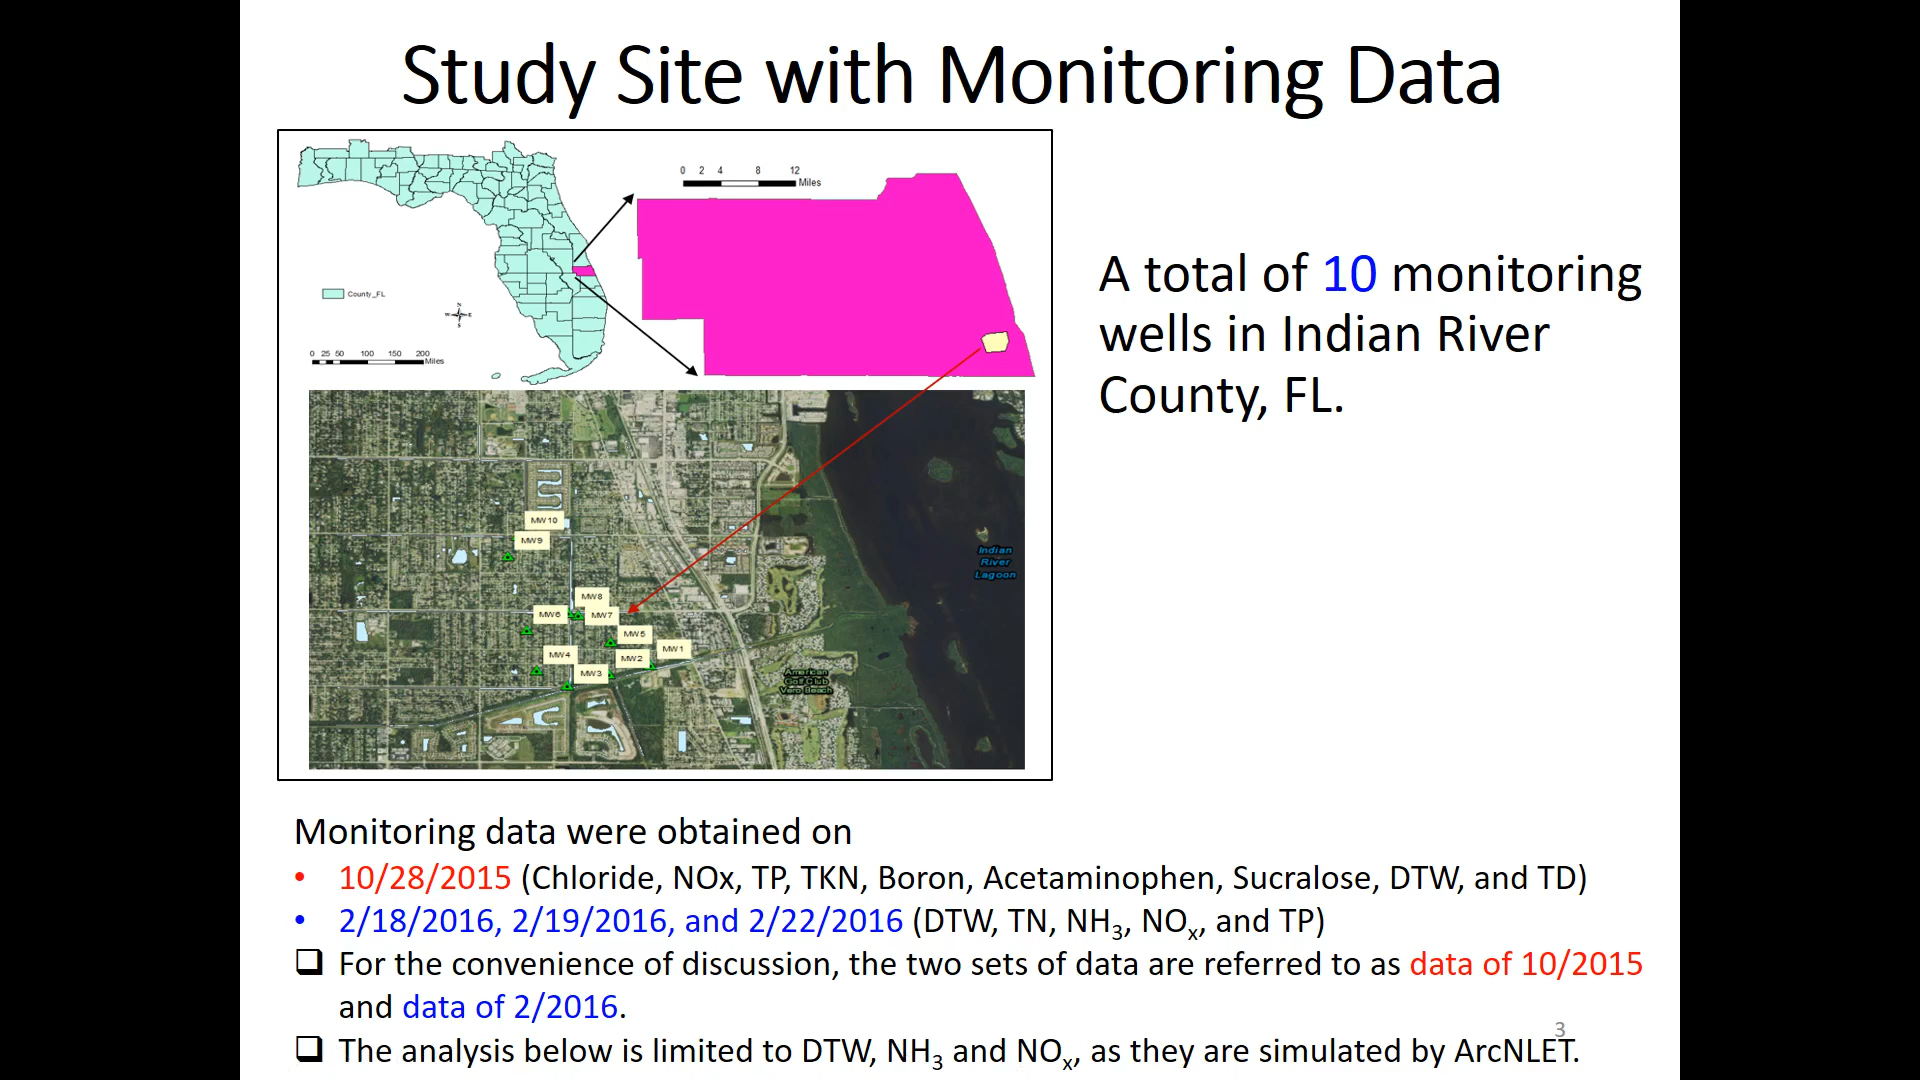 Study Site with Monitoring Data
0 2 4 8 12
Miles
County_FL
N
W E
S
0 25 50 100 150 200
Miles
A total of 10 monitoring
wells in Indian River
County, FL.
MW10
MW9
MW8
MW6
MW7
MW5
MW1
MW4
MW2
MW3
Indian
River
Lagoon
American
Golf Club
Vero Beach
Monitoring data were obtained on
• 10/28/2015 (Chloride, NOx, TP, TKN, Boron, Acetaminophen, Sucralose, DTW, and TD)
• 2/18/2016, 2/19/2016, and 2/22/2016 (DTW, TN, NH₃, NOₓ, and TP)
❑ For the convenience of discussion, the two sets of data are referred to as data of 10/2015
and data of 2/2016.
❑ The analysis below is limited to DTW, NH₃ and NOₓ, as they are simulated by ArcNLET.
3